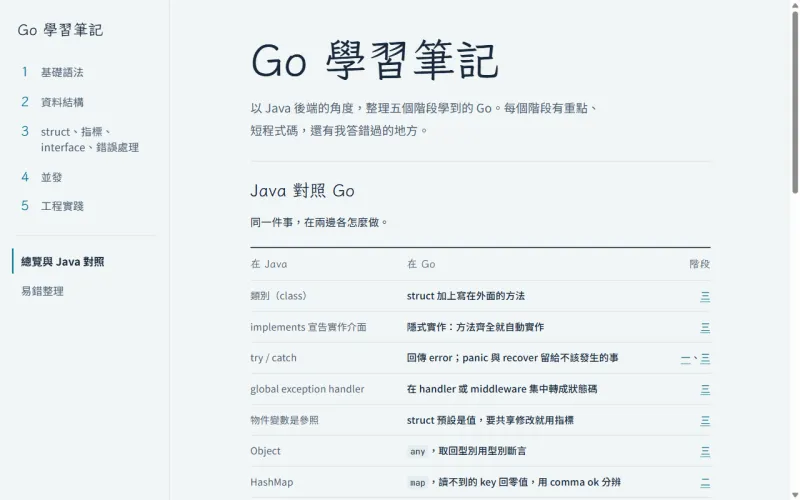 Go 學習筆記
1 基礎語法
2 資料結構
3 struct、指標、
interface、錯誤處理
4 並發
5 工程實踐
總覽與 Java 對照
易錯整理
Go 學習筆記
以 Java 後端的角度，整理五個階段學到的 Go。每個階段有重點、
短程式碼，還有我答錯過的地方。
Java 對照 Go
同一件事，在兩邊各怎麼做。
在 Java 在 Go 階段
類別（class） struct 加上寫在外面的方法 三
implements 宣告實作介面 隱式實作：方法齊全就自動實作 三
try / catch 回傳 error；panic 與 recover 留給不該發生的事 一、三
global exception handler 在 handler 或 middleware 集中轉成狀態碼 三
物件變數是參照 struct 預設是值，要共享修改就用指標 三
Object any，取回型別用型別斷言 三
HashMap map，讀不到的 key 回零值，用 comma ok 分辨 二